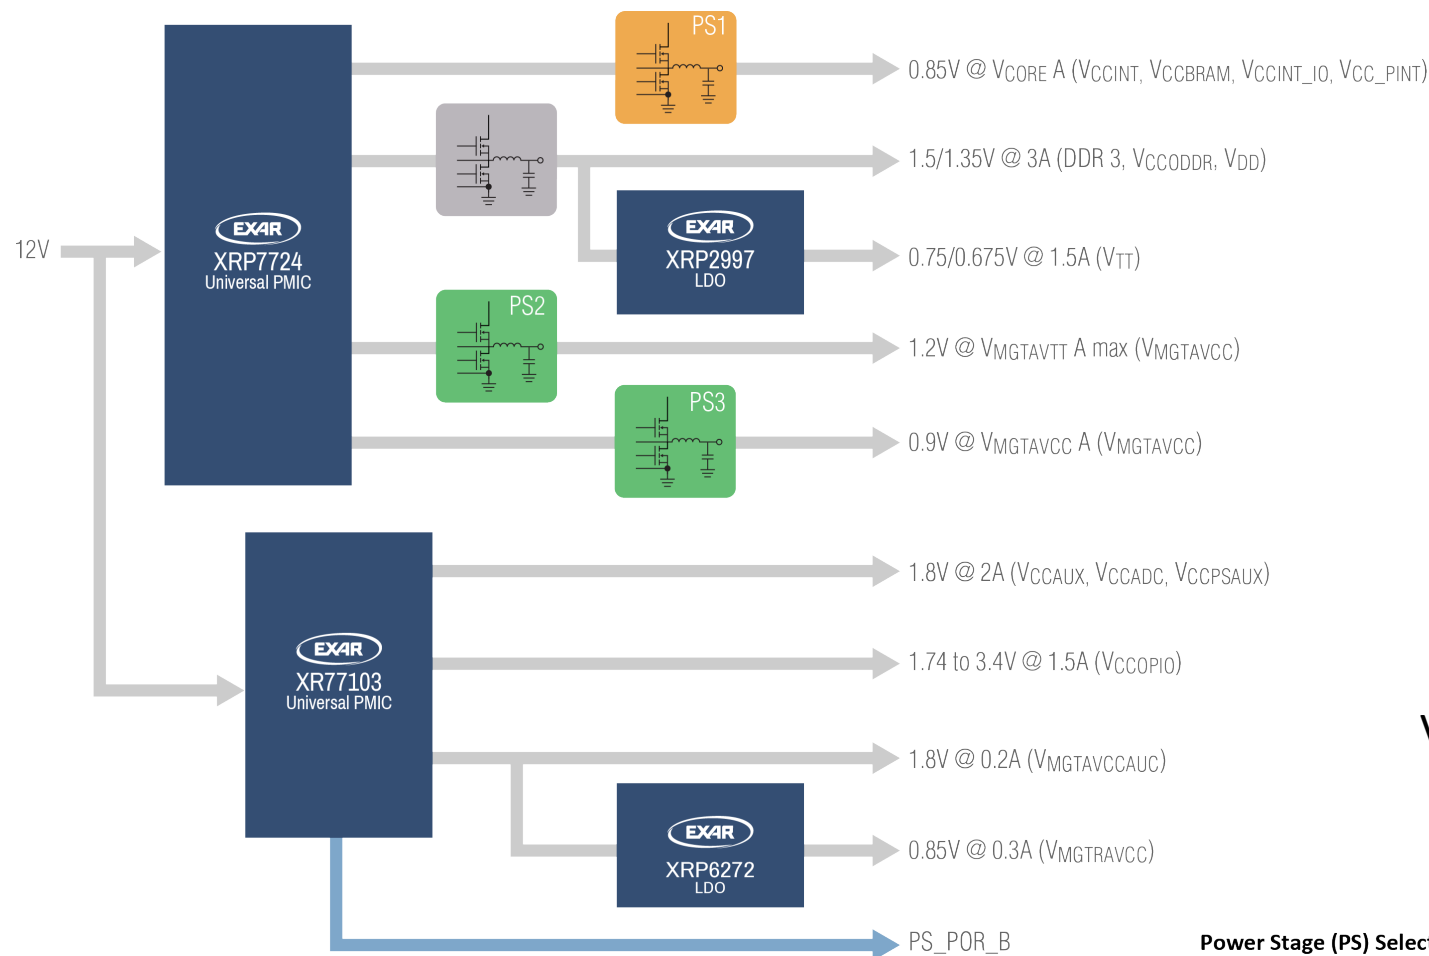 PS1
0.85V @ VCORE A (VCCINT, VCCBRAM, VCCINT_IO, VCC_PINT)
1.5/1.35V @ 3A (DDR 3, VCCODDR, VDD)
12V
EXAR
XRP7724
Universal PMIC
EXAR
XRP2997
LDO
0.75/0.675V @ 1.5A (VTT)
PS2
1.2V @ VMGTAVTT A max (VMGTAVCC)
PS3
0.9V @ VMGTAVCC A (VMGTAVCC)
EXAR
XR77103
Universal PMIC
1.8V @ 2A (VCCAUX, VCCADC, VCCPSAUX)
1.74 to 3.4V @ 1.5A (VCCOPIO)
1.8V @ 0.2A (VMGTAVCCAUC)
EXAR
XRP6272
LDO
0.85V @ 0.3A (VMGTRAVCC)
PS_POR_B
Power Stage (PS) Select